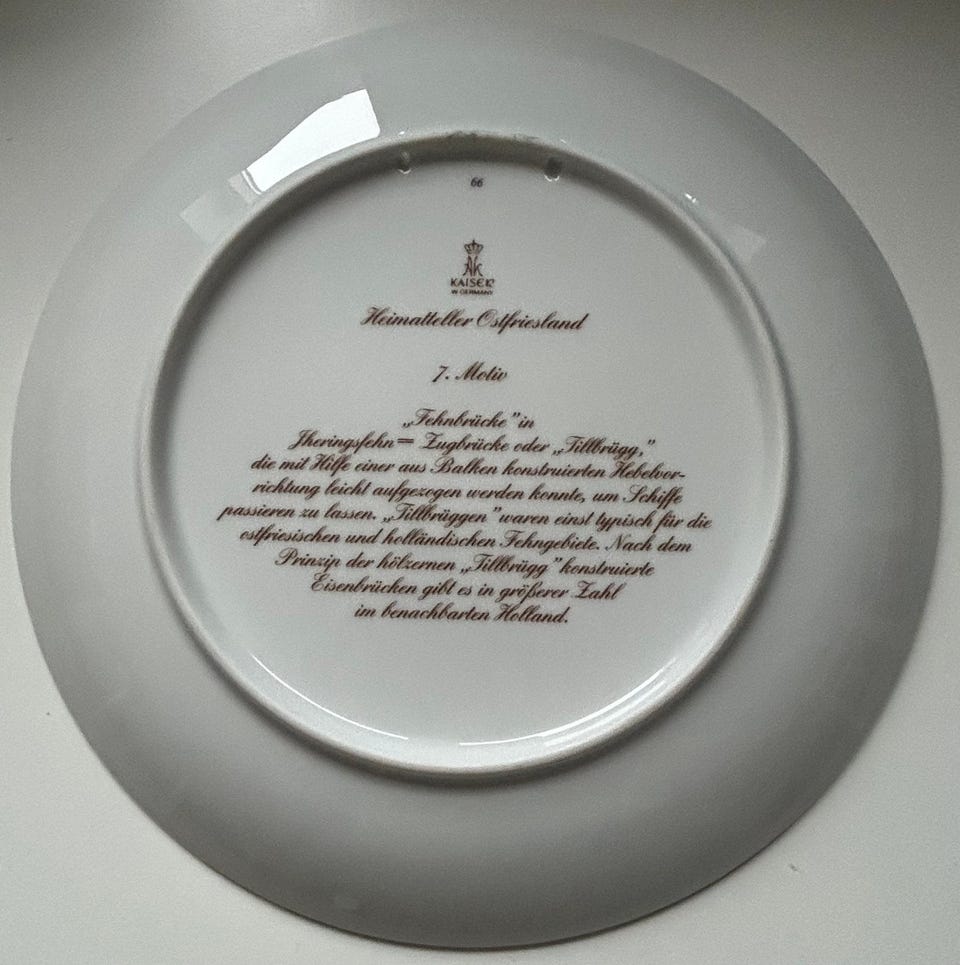 66
AK
KAISER
W. GERMANY
Heimatteller Ostfriesland
7. Motiv
„Fehnbrücke” in
Jheringsfehn = Zugbrücke oder „Tillbrügg,”
die mit Hilfe einer aus Balken konstruierten Hebelvor-
richtung leicht aufgezogen werden konnte, um Schiffe
passieren zu lassen. „Tillbrüggen” waren einst typisch für die
ostfriesischen und holländischen Fehngebiete. Nach dem
Prinzip der hölzernen „Tillbrügg” konstruierte
Eisenbrücken gibt es in größerer Zahl
im benachbarten Holland.